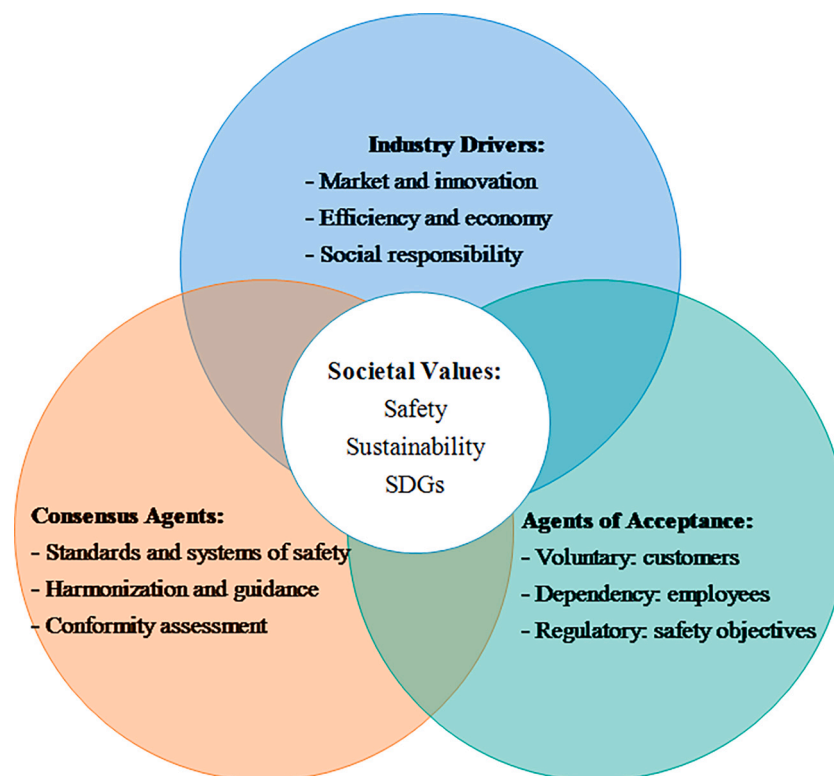 Industry Drivers:
- Market and innovation
- Efficiency and economy
- Social responsibility
Societal Values:
Safety
Sustainability
SDGs
Consensus Agents:
- Standards and systems of safety
- Harmonization and guidance
- Conformity assessment
Agents of Acceptance:
- Voluntary: customers
- Dependency: employees
- Regulatory: safety objectives